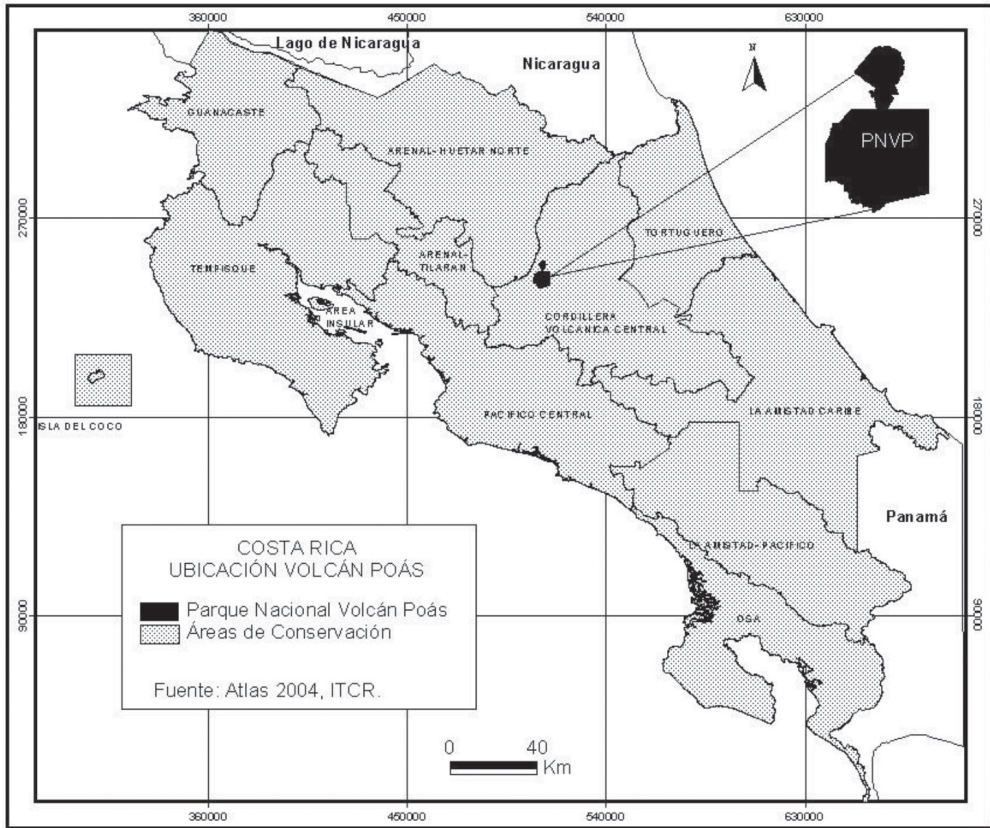 360000 450000 540000 630000
Lago de Nicaragua
Nicaragua
N
GUANACASTE
ARENAL-HUETAR NORTE
PNVP
270000
270000
TORTUGUERO
TEMPISQUE
ARENAL-
TILARAN
AREA
INSULAR
CORDILLERA
VOLCANICA CENTRAL
PACIFICO CENTRAL
LA AMISTAD CARIBE
180000
180000
ISLA DEL COCO
Panamá
LA AMISTAD-PACIFICO
COSTA RICA
UBICACIÓN VOLCÁN POÁS
Parque Nacional Volcán Poás
Áreas de Conservación
Fuente: Atlas 2004, ITCR.
90000
90000
OSA
0 40
Km
360000 450000 540000 630000